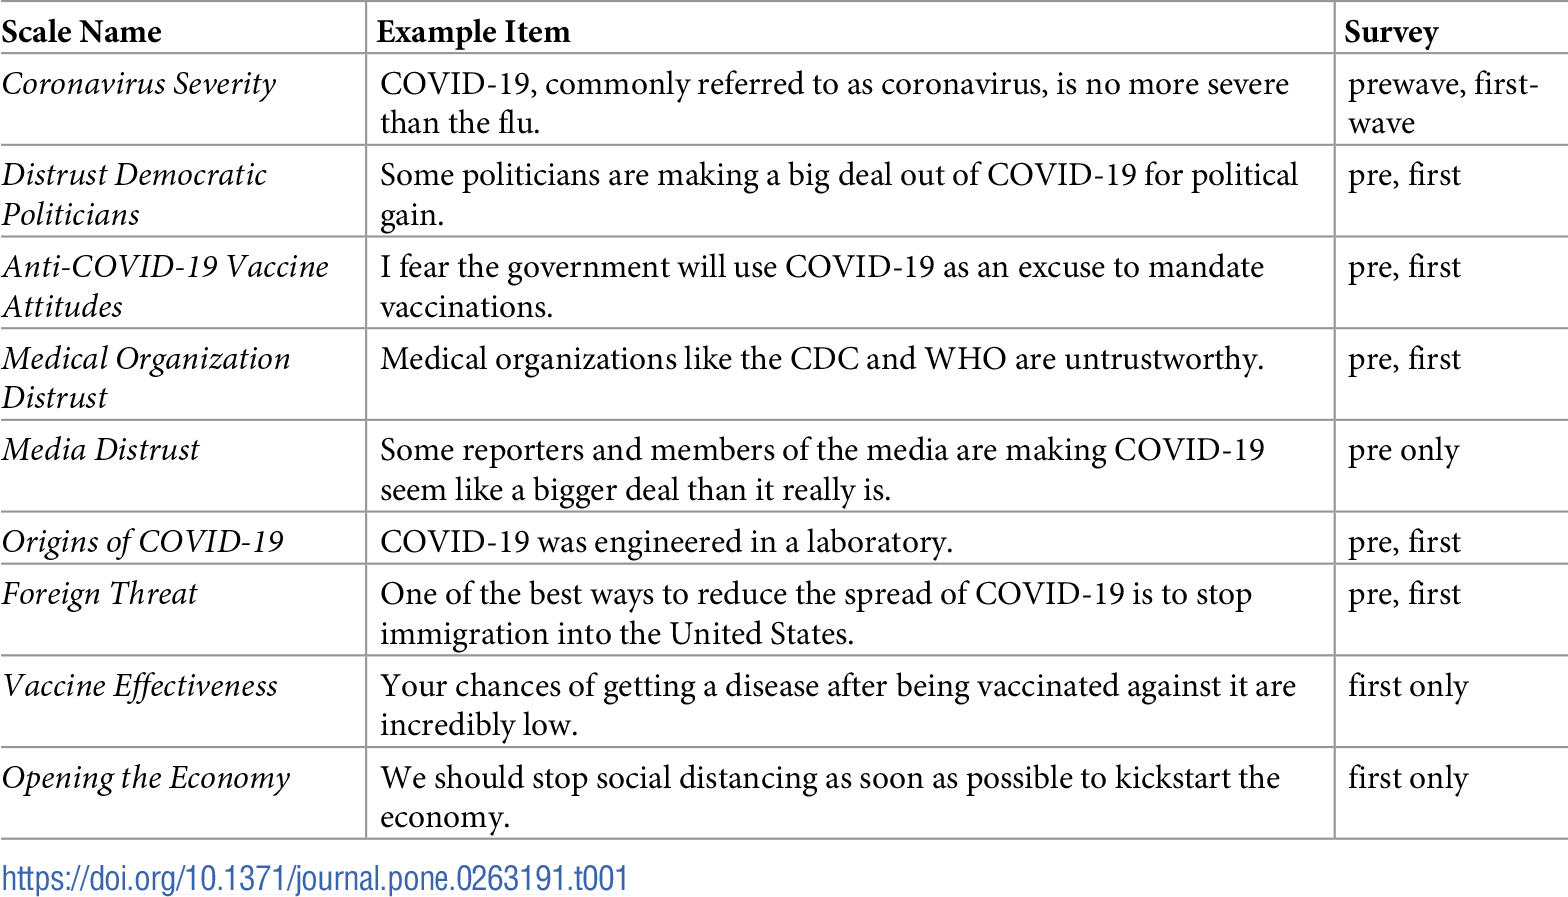 Scale Name Example Item Survey
Coronavirus Severity COVID-19, commonly referred to as coronavirus, is no more severe prewave, first-
than the flu. wave
Distrust Democratic Some politicians are making a big deal out of COVID-19 for political pre, first
Politicians gain.
Anti-COVID-19 Vaccine I fear the government will use COVID-19 as an excuse to mandate pre, first
Attitudes vaccinations.
Medical Organization Medical organizations like the CDC and WHO are untrustworthy. pre, first
Distrust
Media Distrust Some reporters and members of the media are making COVID-19 pre only
seem like a bigger deal than it really is.
Origins of COVID-19 COVID-19 was engineered in a laboratory. pre, first
Foreign Threat One of the best ways to reduce the spread of COVID-19 is to stop pre, first
immigration into the United States.
Vaccine Effectiveness Your chances of getting a disease after being vaccinated against it are first only
incredibly low.
Opening the Economy We should stop social distancing as soon as possible to kickstart the first only
economy.
https://doi.org/10.1371/journal.pone.0263191.t001